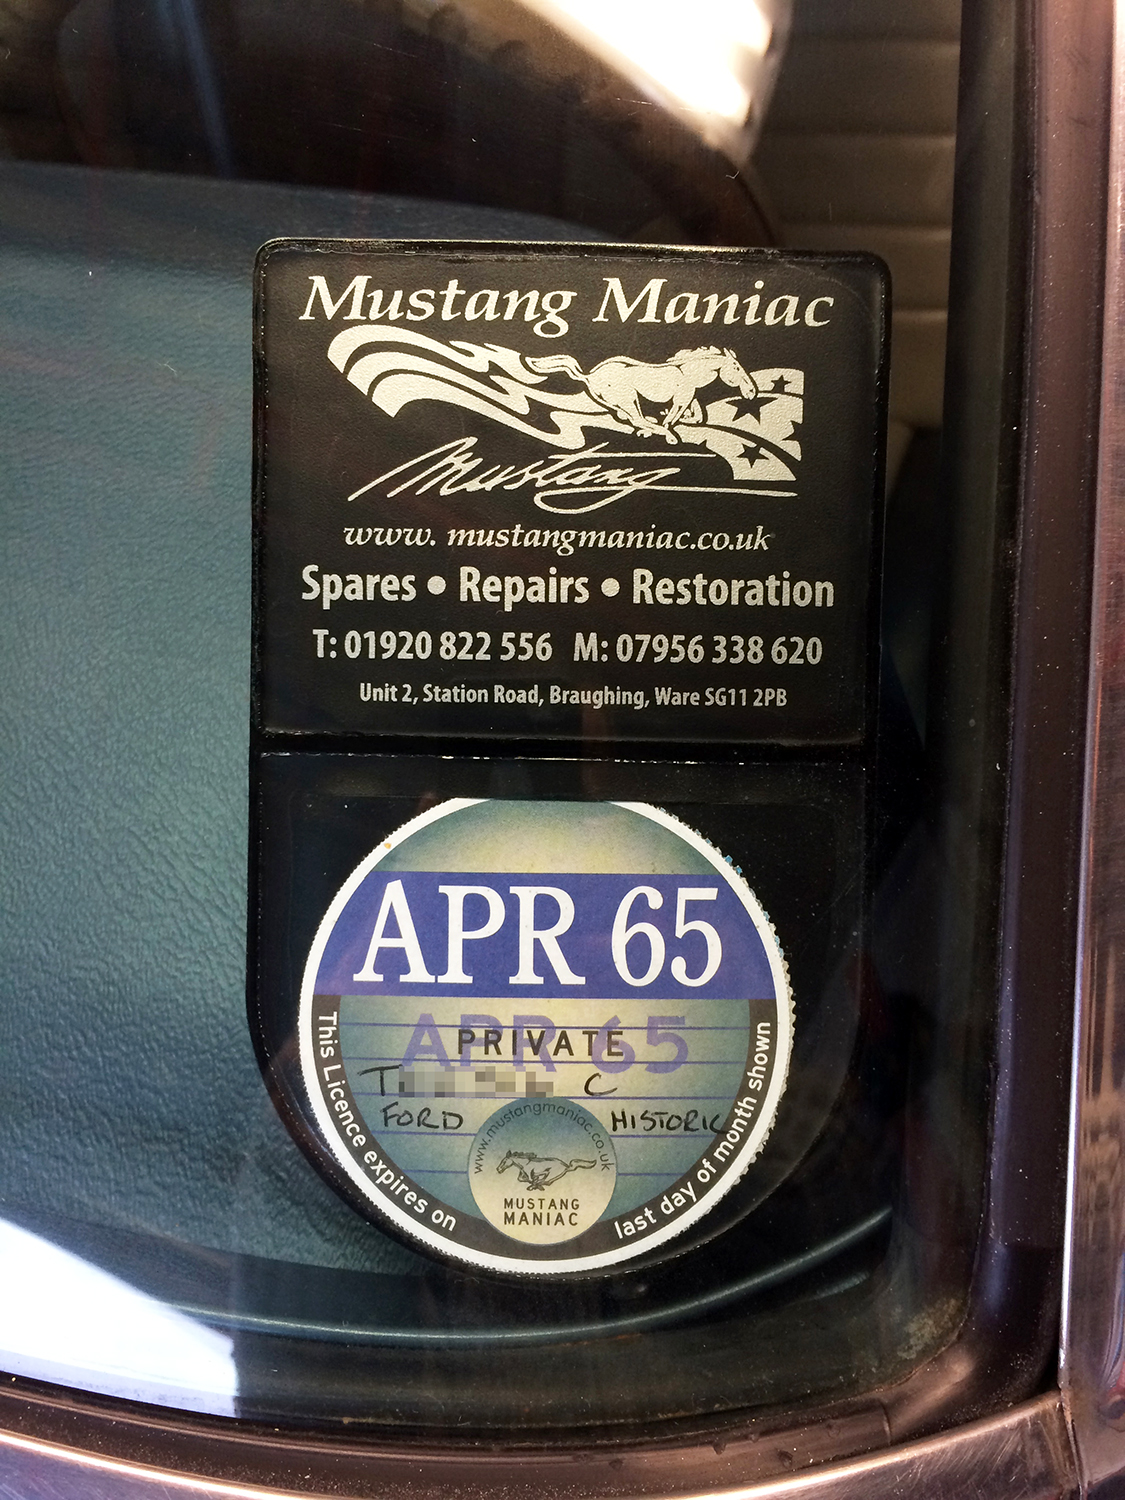 Mustang Maniac
Mustang
www. mustangmaniac.co.uk
Spares • Repairs • Restoration
T: 01920 822 556 M: 07956 338 620
Unit 2, Station Road, Braughing, Ware SG11 2PB
APR 65
APR 65
PRIVATE
T C
FORD HISTORIC
www.mustangmaniac.co.uk
MUSTANG
MANIAC
This Licence expires on last day of month shown